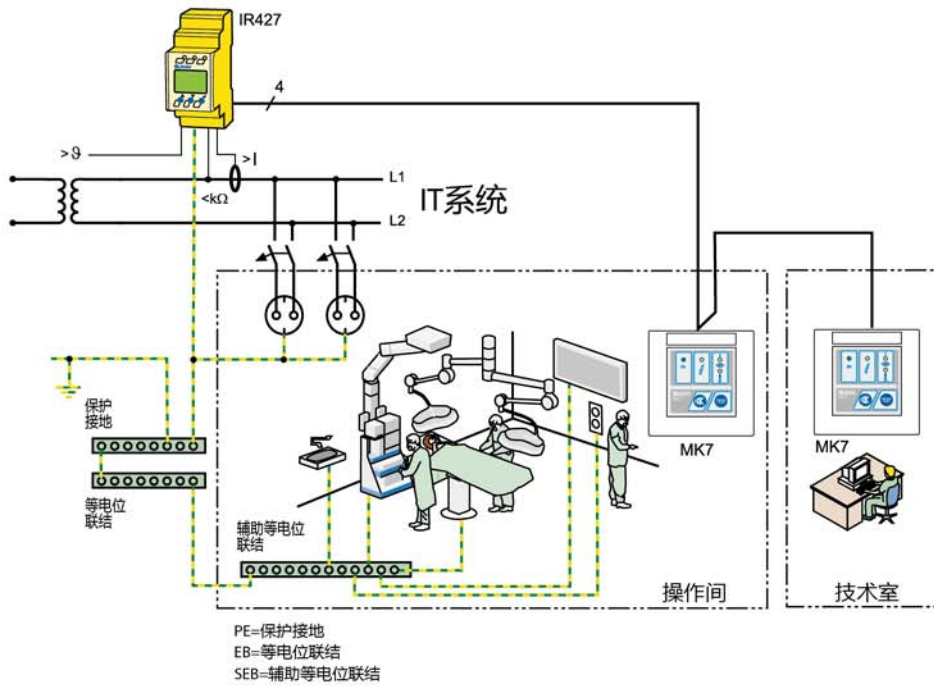 IR427
4
>ϑ
>I
L1
<kΩ
IT系统
L2
保护
接地
MK7
MK7
等电位
联结
辅助等电位
联结
操作间
技术室
PE=保护接地
EB=等电位联结
SEB=辅助等电位联结